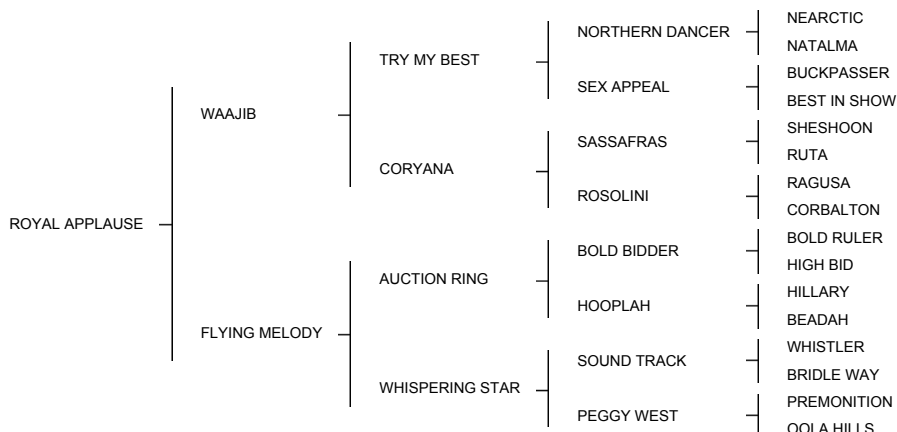 NEARCTIC
NORTHERN DANCER
NATALMA
TRY MY BEST
BUCKPASSER
SEX APPEAL
BEST IN SHOW
WAAJIB
SHESHOON
SASSAFRAS
RUTA
CORYANA
RAGUSA
ROSOLINI
CORBALTON
ROYAL APPLAUSE
BOLD RULER
BOLD BIDDER
HIGH BID
AUCTION RING
HILLARY
HOOPLAH
BEADAH
FLYING MELODY
WHISTLER
SOUND TRACK
BRIDLE WAY
WHISPERING STAR
PREMONITION
PEGGY WEST
OOLA HILLS